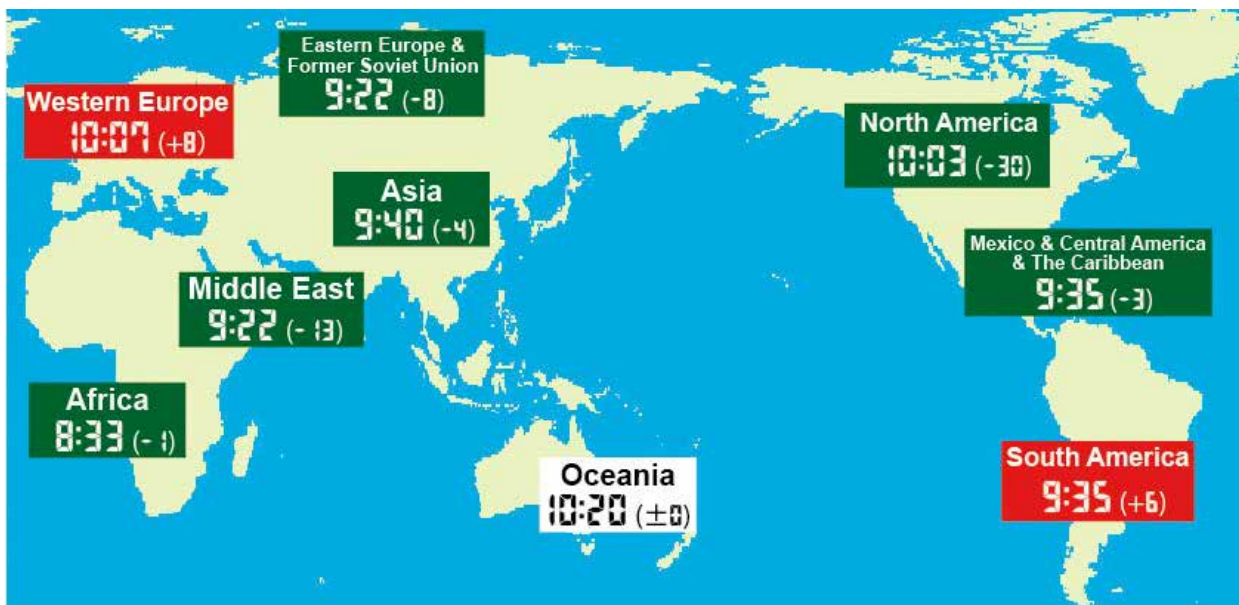 Eastern Europe &
Former Soviet Union
9:22 (-8)
Western Europe
10:07 (+8)
North America
10:03 (-30)
Asia
9:40 (-4)
Mexico & Central America
& The Caribbean
9:35 (-3)
Middle East
9:22 (-13)
Africa
8:33 (-1)
Oceania
10:20 (±0)
South America
9:35 (+6)